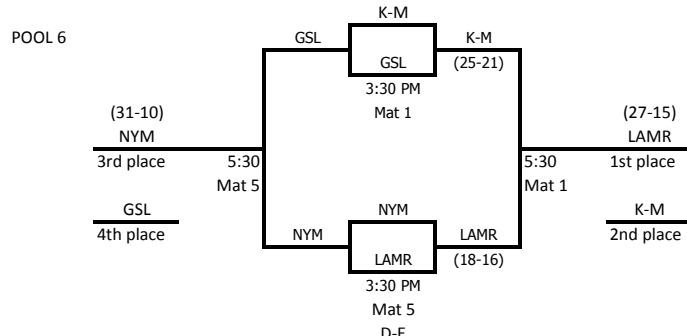 K-M
POOL 6
GSL
K-M
GSL
(25-21)
3:30 PM
Mat 1
(31-10)
(27-15)
NYM
LAMR
3rd place
5:30
5:30
1st place
Mat 5
Mat 1
GSL
NYM
K-M
4th place
2nd place
NYM
LAMR
LAMR
(18-16)
3:30 PM
Mat 5